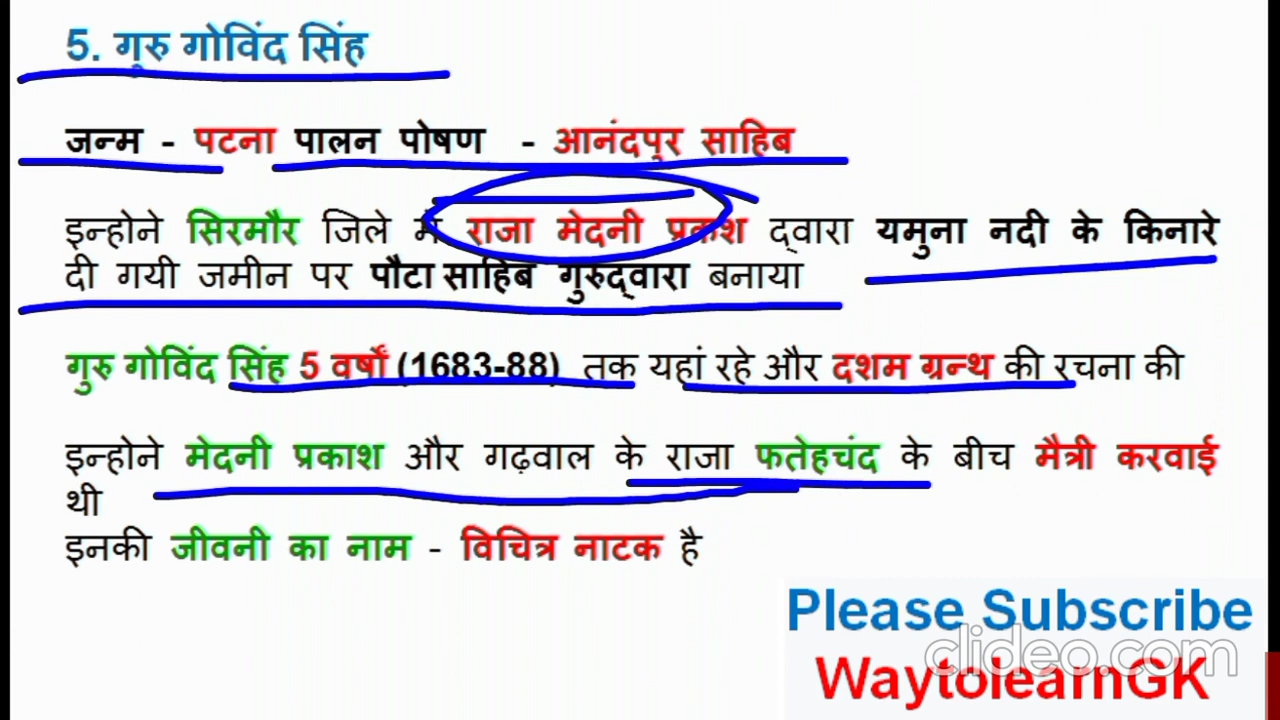 5. गुरु गोविंद सिंह
जन्म - पटना पालन पोषण - आनंदपुर साहिब
इन्होने सिरमौर जिले में राजा मेदनी प्रकश द्वारा यमुना नदी के किनारे
दी गयी जमीन पर पौटा साहिब गुरुद्वारा बनाया
गुरु गोविंद सिंह 5 वर्षों (1683-88) तक यहां रहे और दशम ग्रन्थ की रचना की
इन्होने मेदनी प्रकाश और गढ़वाल के राजा फतेहचंद के बीच मैत्री करवाई
थी
इनकी जीवनी का नाम - विचित्र नाटक है
Please Subscribe
clideo.com
WaytolearnGK